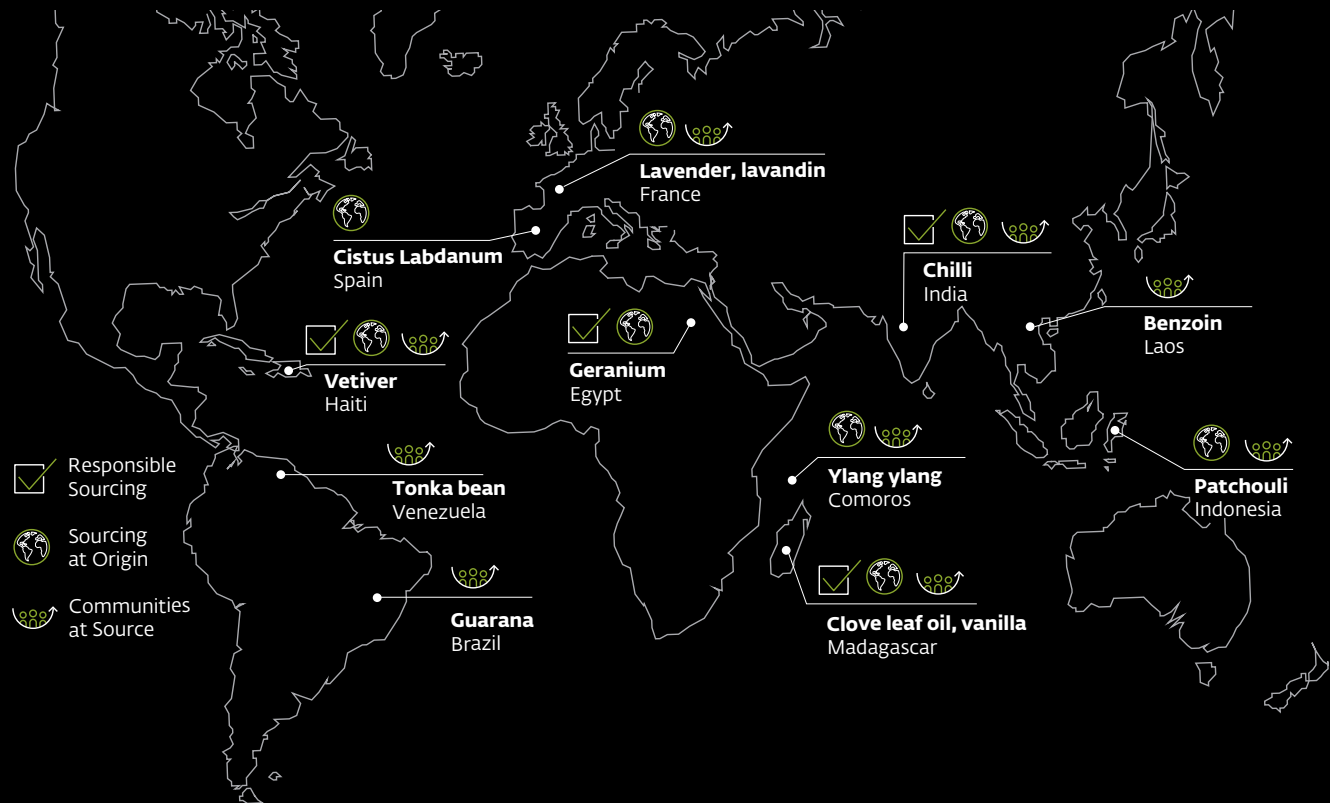 Lavender, lavandin
France
Cistus Labdanum
Spain
Chilli
India
Benzoin
Laos
Geranium
Egypt
Vetiver
Haiti
Responsible
Sourcing
Sourcing
at Origin
Communities
at Source
Tonka bean
Venezuela
Ylang ylang
Comoros
Patchouli
Indonesia
Guarana
Brazil
Clove leaf oil, vanilla
Madagascar